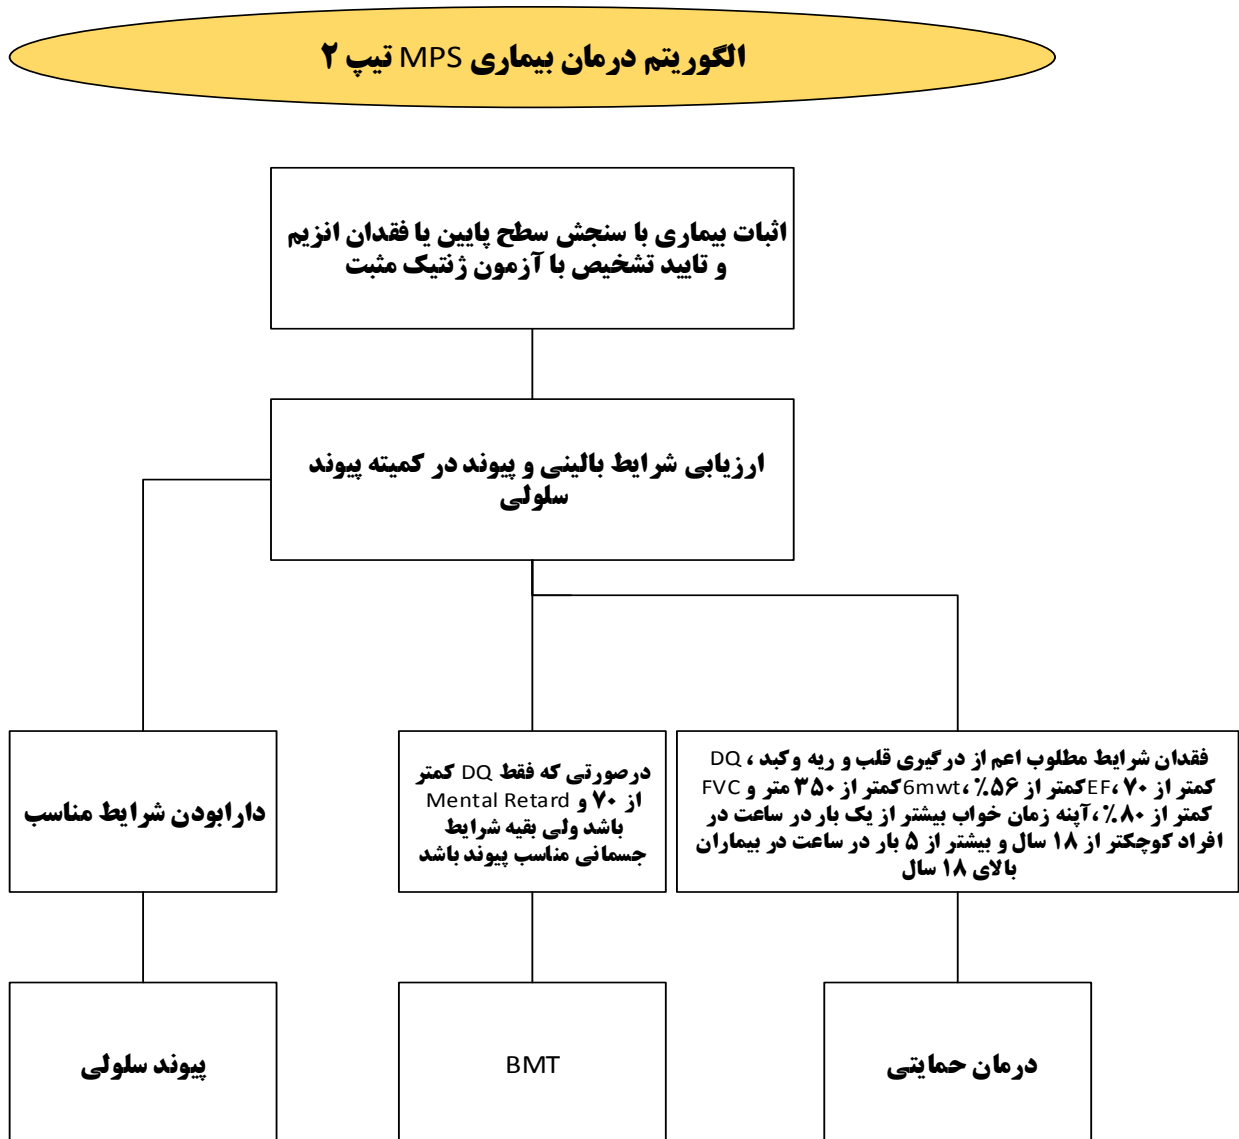 الگوریتم درمان بیماری MPS تیپ ۲
اثبات بیماری با سنجش سطح پایین یا فقدان انزیم
و تایید تشخیص با آزمون ژنتیک مثبت
ارزیابی شرایط بالینی و پیوند در کمیته پیوند
سلولی
فقدان شرایط مطلوب اعم از درگیری قلب و ریه وکبد ، DQ
کمتر از ۷۰ ،EFکمتر از ۵۶٪ ،6mwtکمتر از ۳۵۰ متر و FVC
کمتر از ۸۰٪ ،آپنه زمان خواب بیشتر از یک بار در ساعت در
افراد کوچکتر از ۱۸ سال و بیشتر از ۵ بار در ساعت در بیماران
بالای ۱۸ سال
درصورتی که فقط DQ کمتر
از ۷۰ و Mental Retard
باشد ولی بقیه شرایط
جسمانی مناسب پیوند باشد
دارابودن شرایط مناسب
درمان حمایتی
BMT
پیوند سلولی